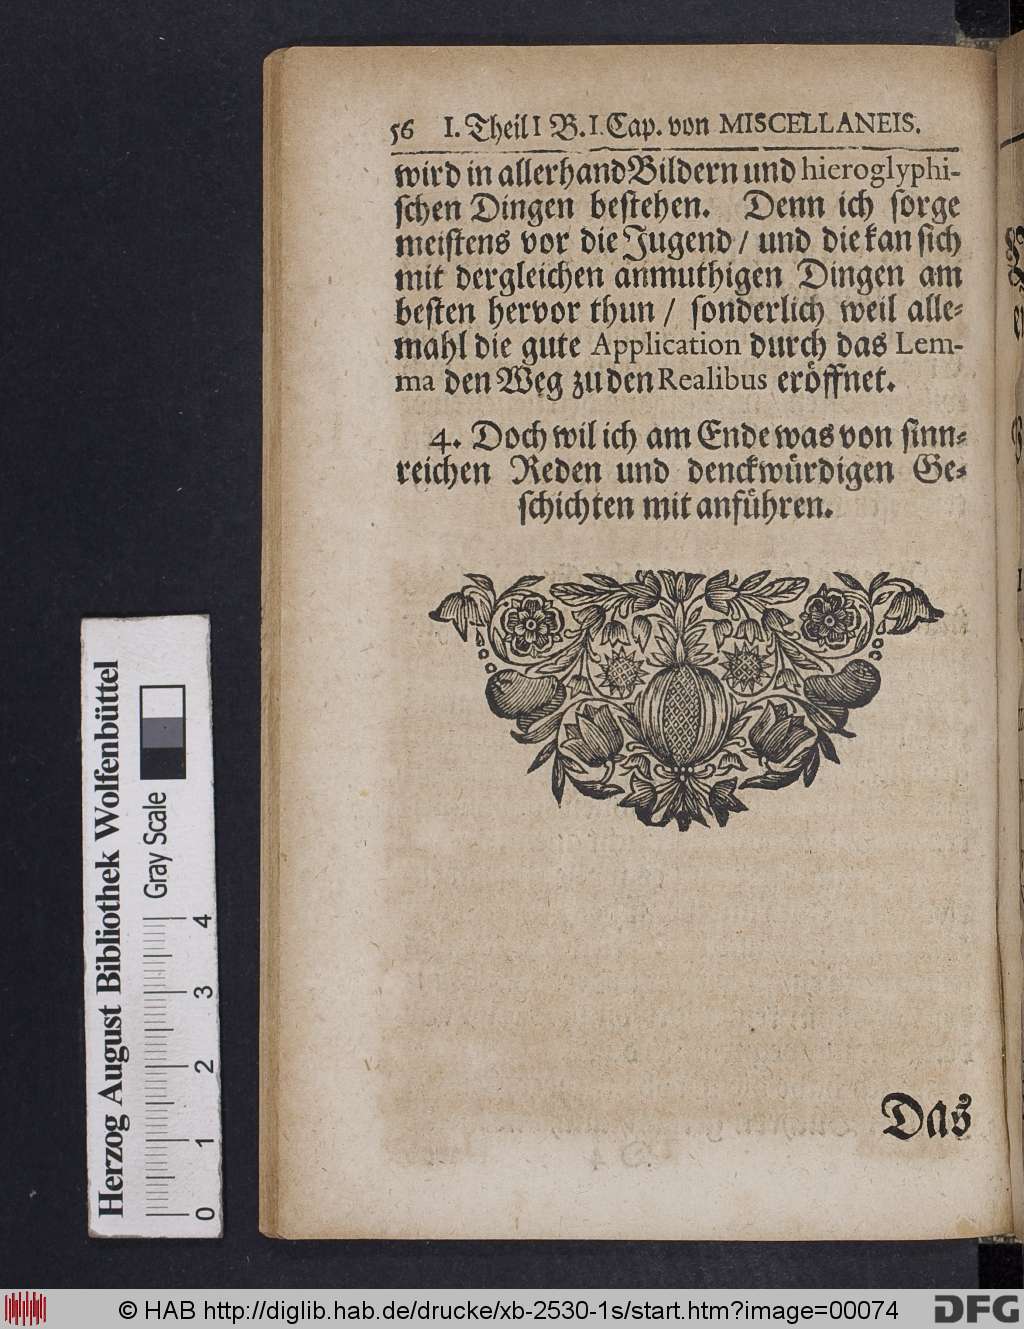 56 I. Theil I B. I. Cap. von MISCELLANEIS.
wird in allerhand Bildern und hieroglyphi-
schen Dingen bestehen. Denn ich sorge
meistens vor die Jugend / und die kan sich
mit dergleichen anmuthigen Dingen am
besten hervor thun / sonderlich weil alle-
mahl die gute Application durch das Lem-
ma den Weg zu den Realibus eröffnet.
4. Doch wil ich am Ende was von sinn-
reichen Reden und denckwürdigen Ge-
schichten mit anführen.
Das
Herzog August Bibliothek Wolfenbüttel
Gray Scale
0 1 2 3 4
© HAB http://diglib.hab.de/drucke/xb-2530-1s/start.htm?image=00074
DFG